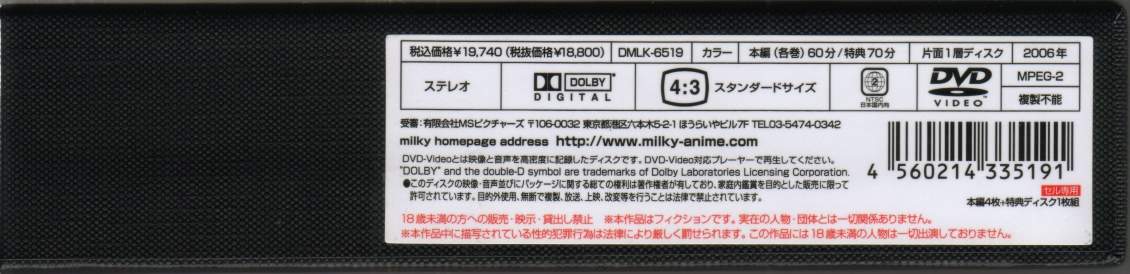 税込価格¥19,740(税抜価格¥18,800) DMLK-6519 カラー 本編(各巻)60分/特典70分 片面1層ディスク 2006年
ステレオ DOLBY DIGITAL 4:3 スタンダードサイズ 2 NTSC 日本国内向 DVD VIDEO MPEG-2 複製不能
受審:有限会社MSピクチャーズ 〒106-0032 東京都港区六本木5-2-1 ほうらいやビル7F TEL03-5474-0342
milky homepage address http://www.milky-anime.com
DVD-Videoとは映像と音声を高密度に記録したディスクです。DVD-Video対応プレーヤーで再生してください。
"DOLBY" and the double-D symbol are trademarks of Dolby Laboratories Licensing Corporation.
●このディスクの映像・音声並びにパッケージに関する総ての権利は著作権者が有しており、家庭内鑑賞を目的とした販売に限って
許可されています。目的外使用、無断で複製、放送、上映、改変等を行うことは法律で禁じられています。
4 560214 335191
セル専用
本編4枚+特典ディスク1枚組
18歳未満の方への販売・映示・貸出し禁止 ※本作品はフィクションです。実在の人物・団体とは一切関係ありません。
※本作品中に描写されている性的犯罪行為は法律により厳しく罰せられます。この作品には18歳未満の人物は一切出演しておりません。